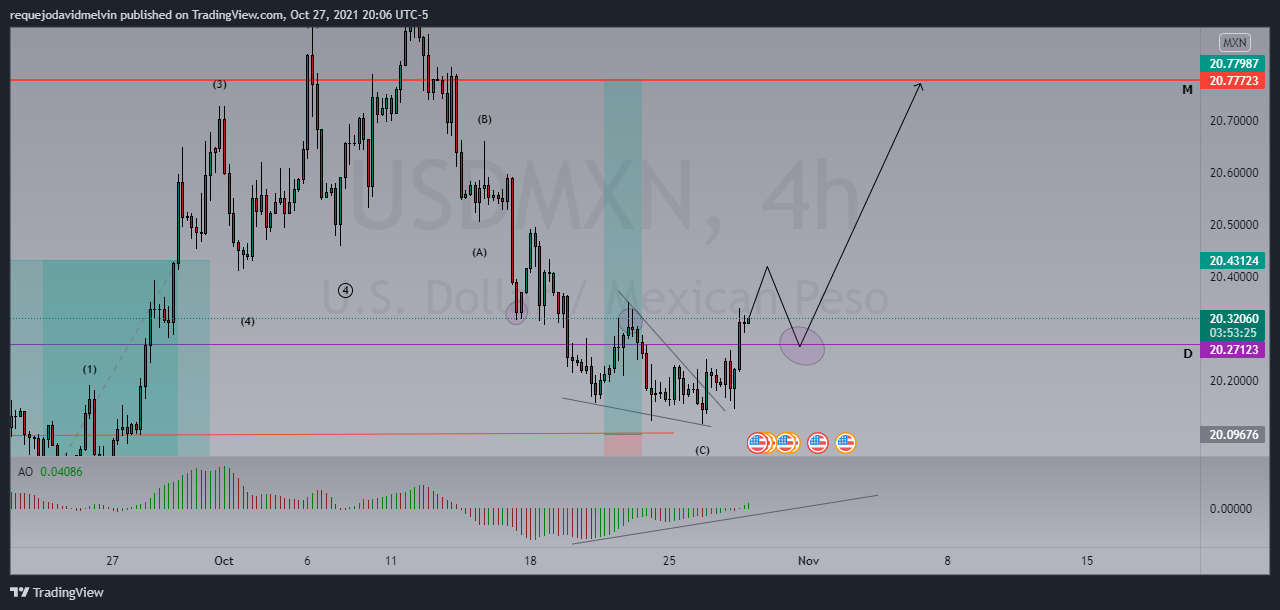 requejodavidmelvin published on TradingView.com, Oct 27, 2021 20:06 UTC-5
MXN
20.77987
20.77723
M
(3)
20.70000
(B)
USDMXN, 4h
20.60000
20.50000
(A)
20.43124
20.40000
4
U.S. Dollar / Mexican Peso
(4)
20.32060
03:53:25
20.27123
D
(1)
20.20000
20.09676
(C)
AO 0.04086
0.00000
27 Oct 6 11 18 25 Nov 8 15
TradingView